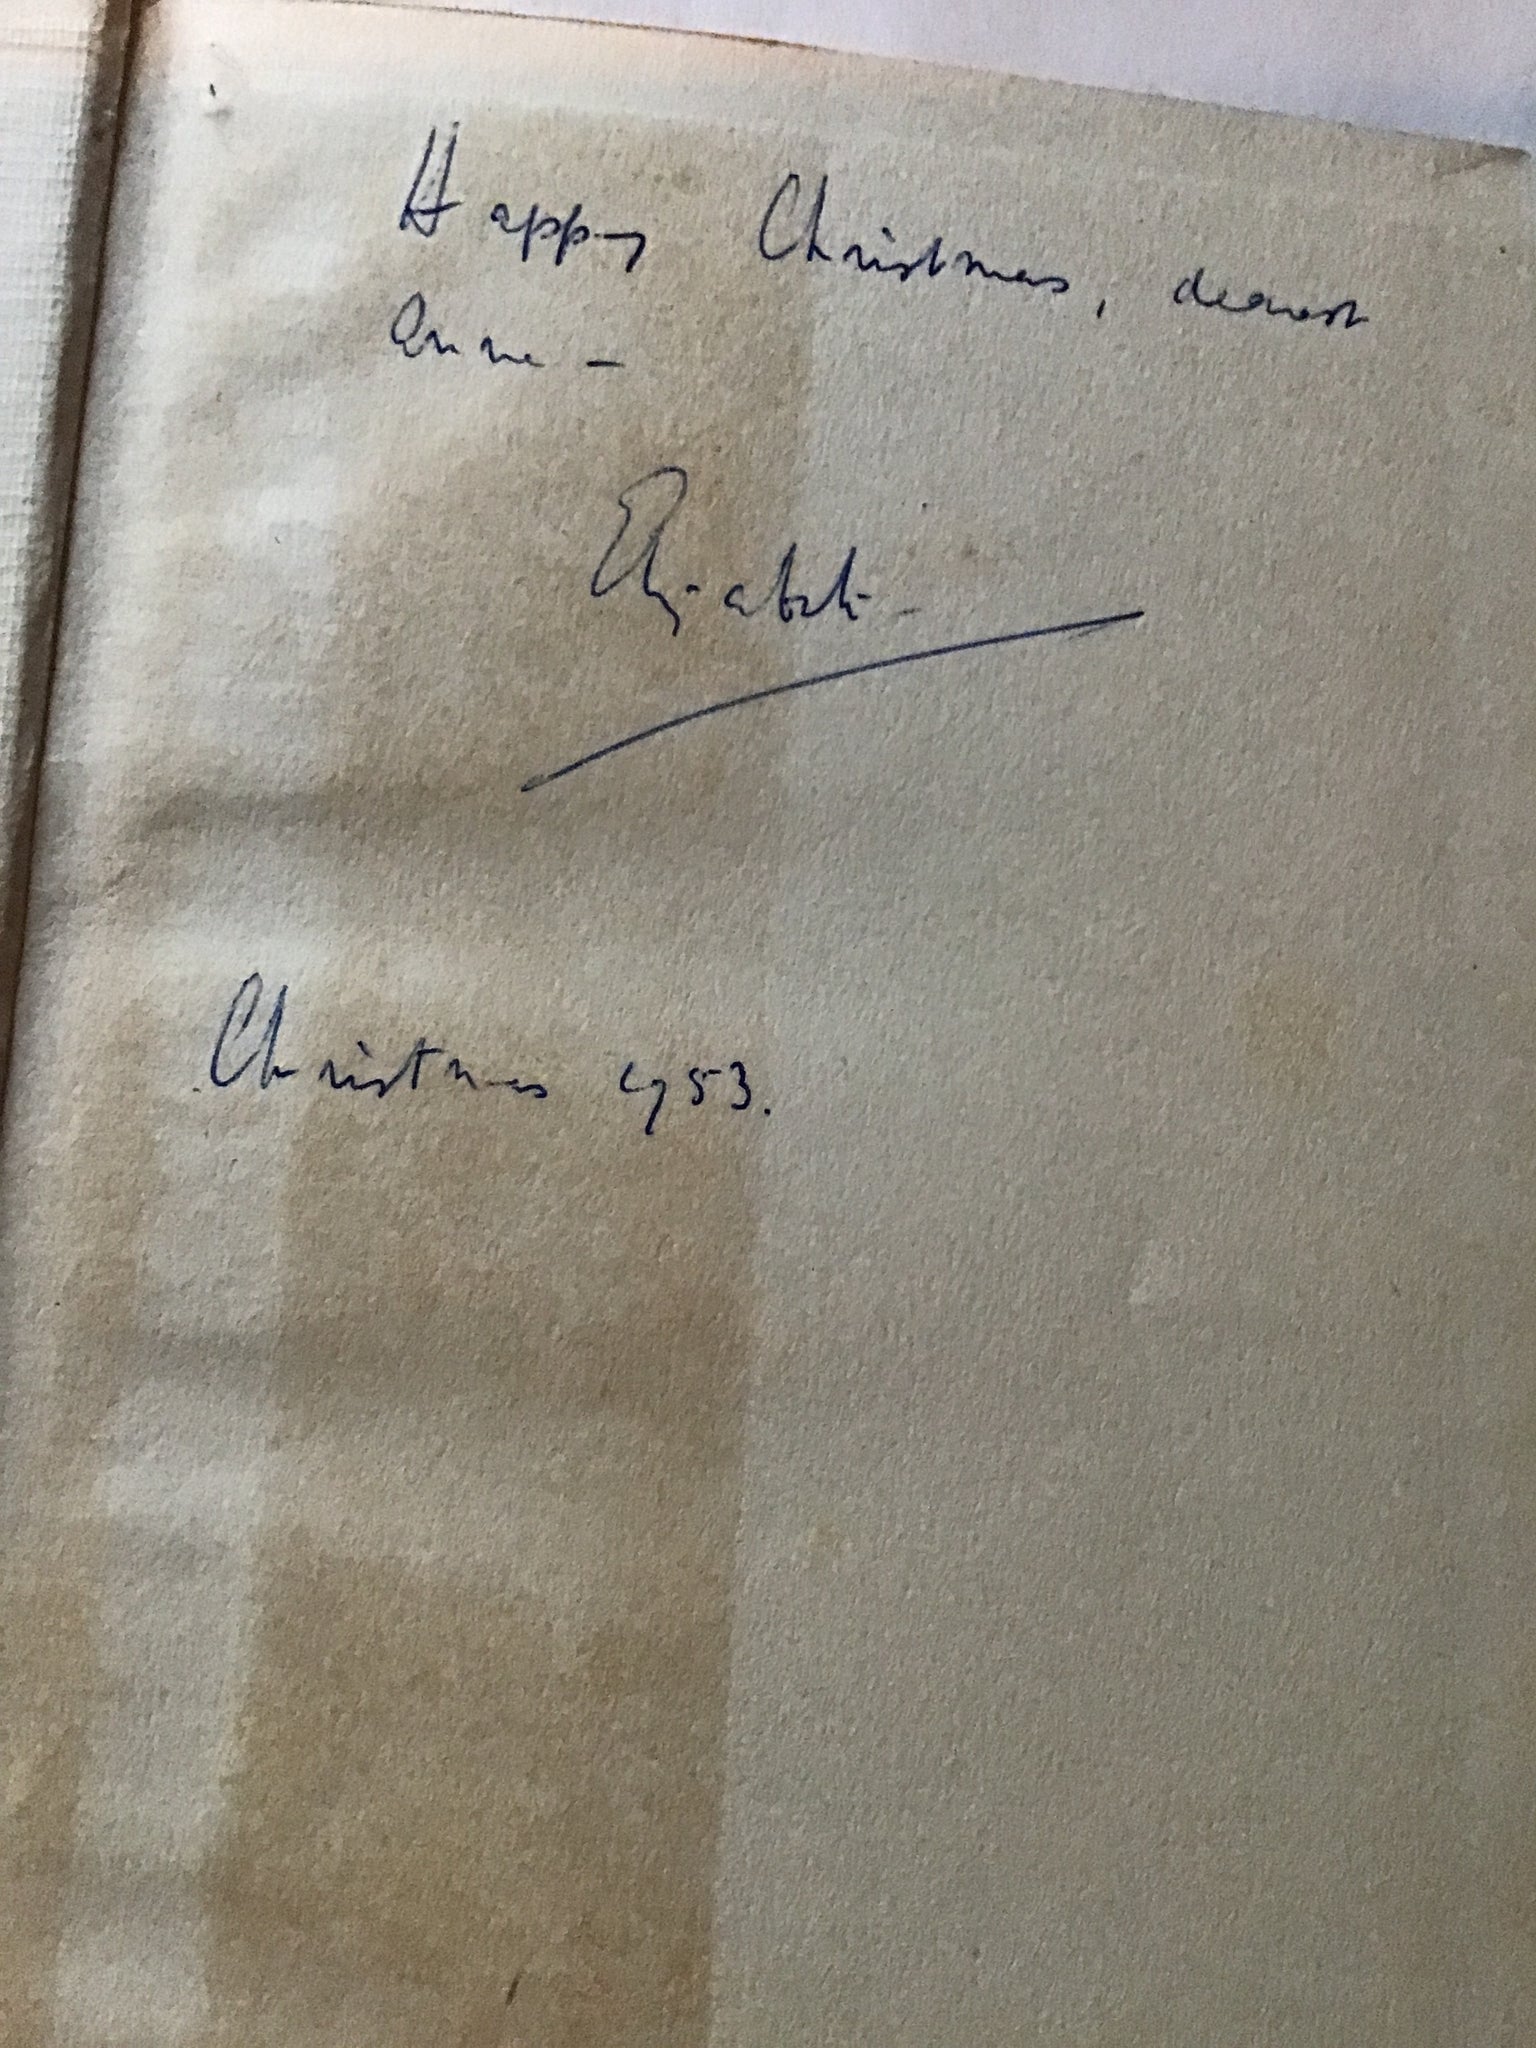 Happy Christmas, dearest
Anne –
Elizabeth –
Christmas 1953.